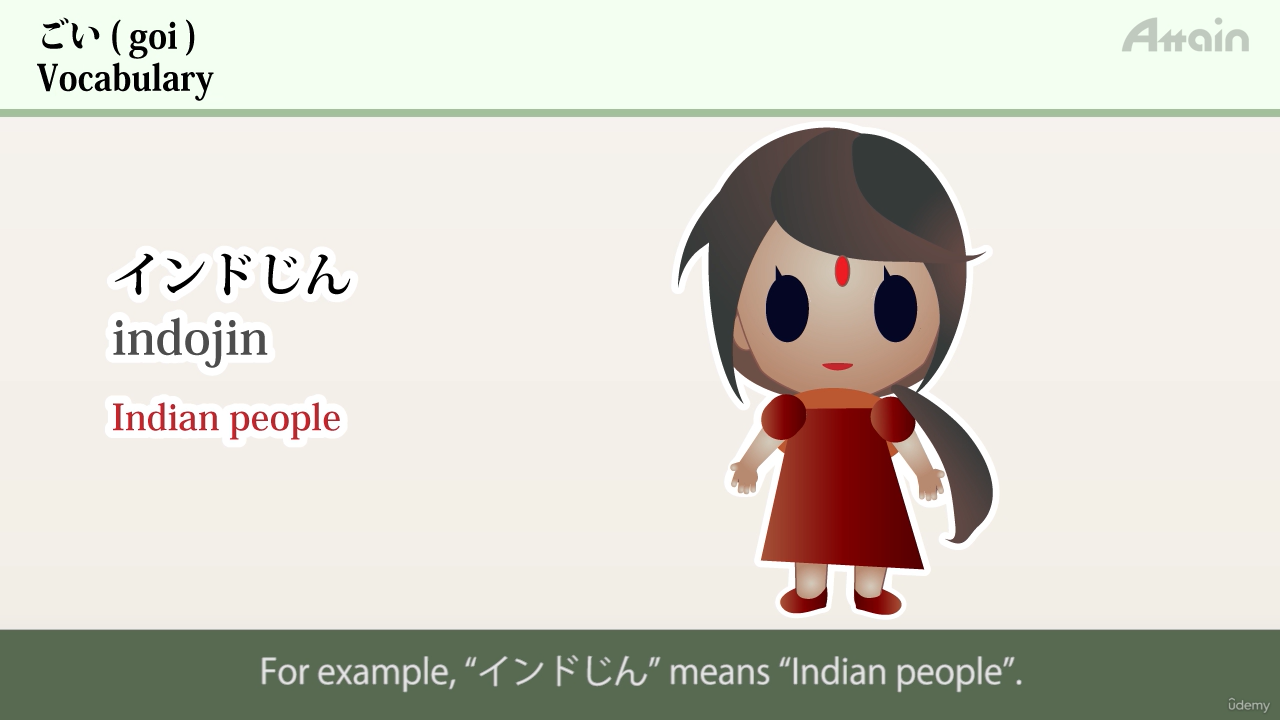 ごい ( goi )
Vocabulary
Attain
インドじん
indojin
Indian people
For example, “インドじん” means “Indian people”.
ûdemy